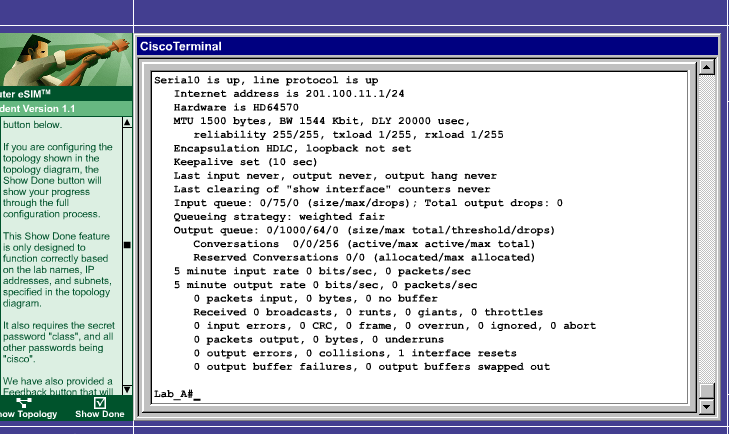 uter eSIM™
dent Version 1.1
button below.
If you are configuring the
topology shown in the
topology diagram, the
Show Done button will
show your progress
through the full
configuration process.
This Show Done feature
is only designed to
function correctly based
on the lab names, IP
addresses, and subnets,
specified in the topology
diagram.
It also requires the secret
password "class", and all
other passwords being
"cisco".
We have also provided a
Feedback button that will
how Topology
Show Done
CiscoTerminal
Serial0 is up, line protocol is up
Internet address is 201.100.11.1/24
Hardware is HD64570
MTU 1500 bytes, BW 1544 Kbit, DLY 20000 usec,
reliability 255/255, txload 1/255, rxload 1/255
Encapsulation HDLC, loopback not set
Keepalive set (10 sec)
Last input never, output never, output hang never
Last clearing of "show interface" counters never
Input queue: 0/75/0 (size/max/drops); Total output drops: 0
Queueing strategy: weighted fair
Output queue: 0/1000/64/0 (size/max total/threshold/drops)
Conversations 0/0/256 (active/max active/max total)
Reserved Conversations 0/0 (allocated/max allocated)
5 minute input rate 0 bits/sec, 0 packets/sec
5 minute output rate 0 bits/sec, 0 packets/sec
0 packets input, 0 bytes, 0 no buffer
Received 0 broadcasts, 0 runts, 0 giants, 0 throttles
0 input errors, 0 CRC, 0 frame, 0 overrun, 0 ignored, 0 abort
0 packets output, 0 bytes, 0 underruns
0 output errors, 0 collisions, 1 interface resets
0 output buffer failures, 0 output buffers swapped out
Lab_A#_